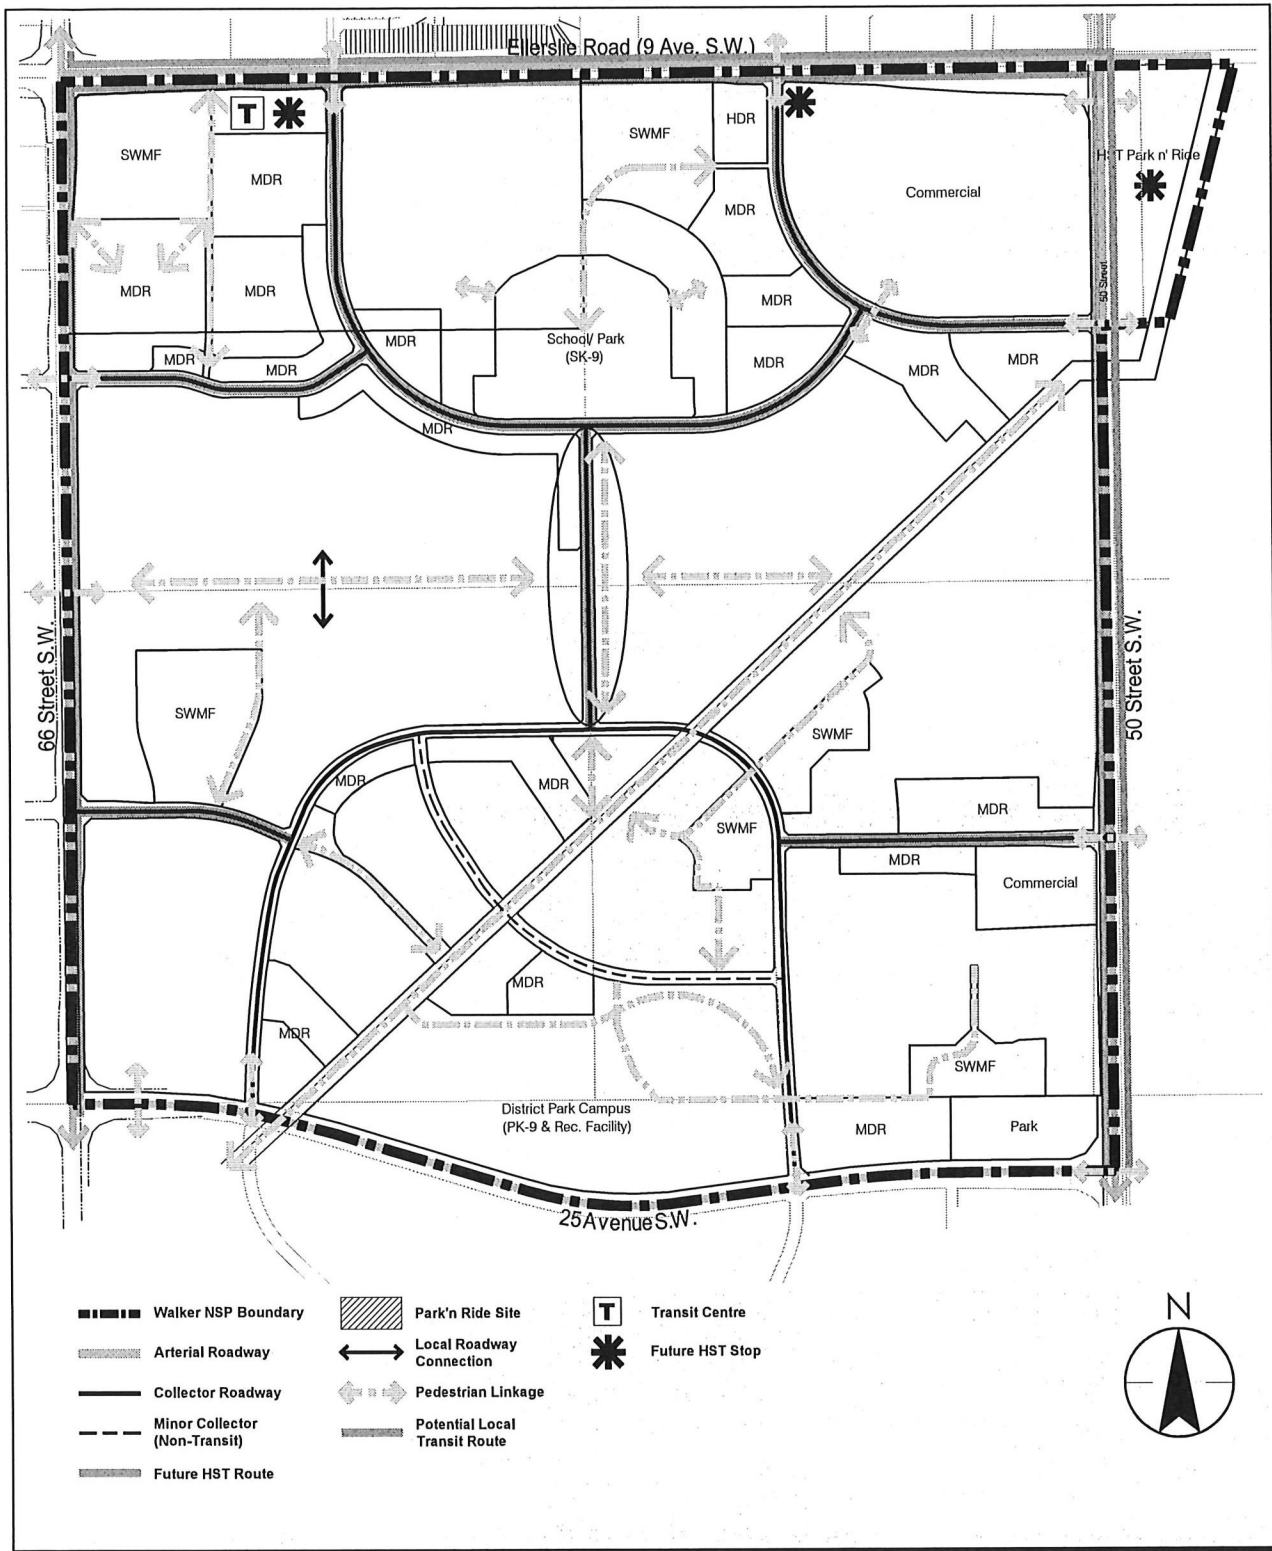 Ellerslie Road (9 Ave. S.W.)
T
SWMF
MDR
SWMF
HDR
HST Park n' Ride
Commercial
MDR
MDR
MDR
MDR
50 Street
MDR
School/ Park
(SK-9)
MDR
MDR
MDR
MDR
MDR
MDR
MDR
MDR
66 Street S.W.
50 Street S.W.
SWMF
SWMF
MDR
MDR
MDR
SWMF
MDR
Commercial
MDR
MDR
SWMF
District Park Campus
(PK-9 & Rec. Facility)
MDR
Park
25 Avenue S.W.
Walker NSP Boundary
Arterial Roadway
Collector Roadway
Minor Collector
(Non-Transit)
Future HST Route
Park'n Ride Site
Local Roadway
Connection
Pedestrian Linkage
Potential Local
Transit Route
T
Transit Centre
Future HST Stop
N